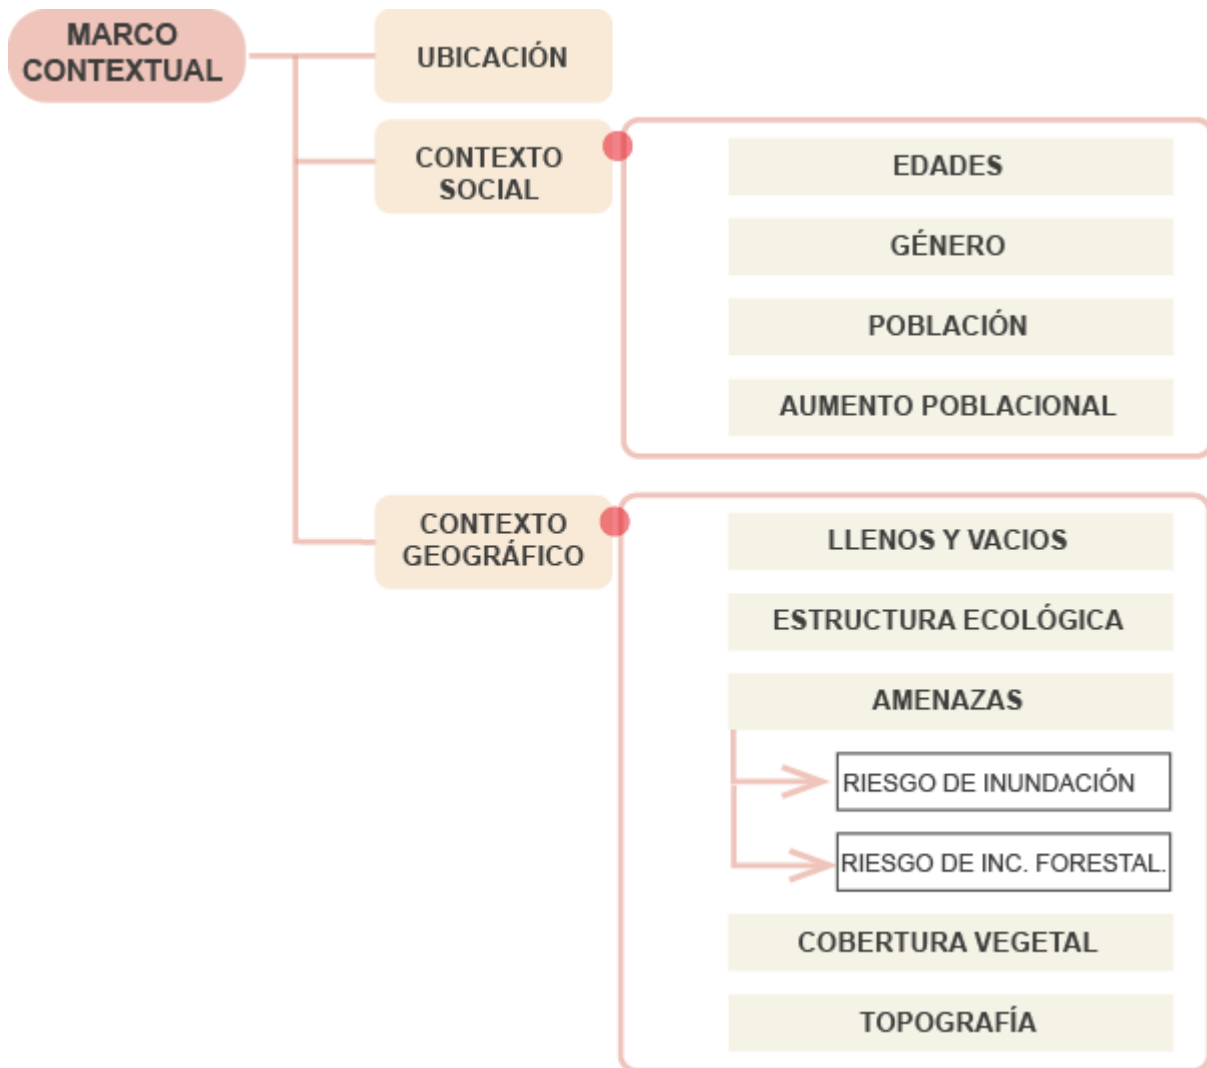 MARCO
CONTEXTUAL
UBICACIÓN
CONTEXTO
SOCIAL
EDADES
GÉNERO
POBLACIÓN
AUMENTO POBLACIONAL
CONTEXTO
GEOGRÁFICO
LLENOS Y VACIOS
ESTRUCTURA ECOLÓGICA
AMENAZAS
RIESGO DE INUNDACIÓN
RIESGO DE INC. FORESTAL.
COBERTURA VEGETAL
TOPOGRAFÍA